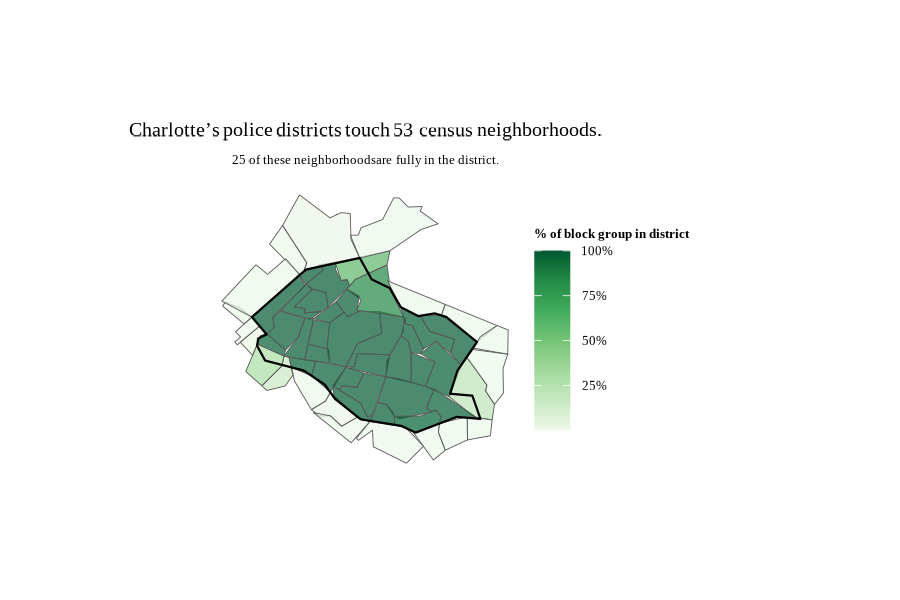 Charlotte’s police districts touch 53 census neighborhoods.
25 of these neighborhoodsare fully in the district.
% of block group in district
100%
75%
50%
25%